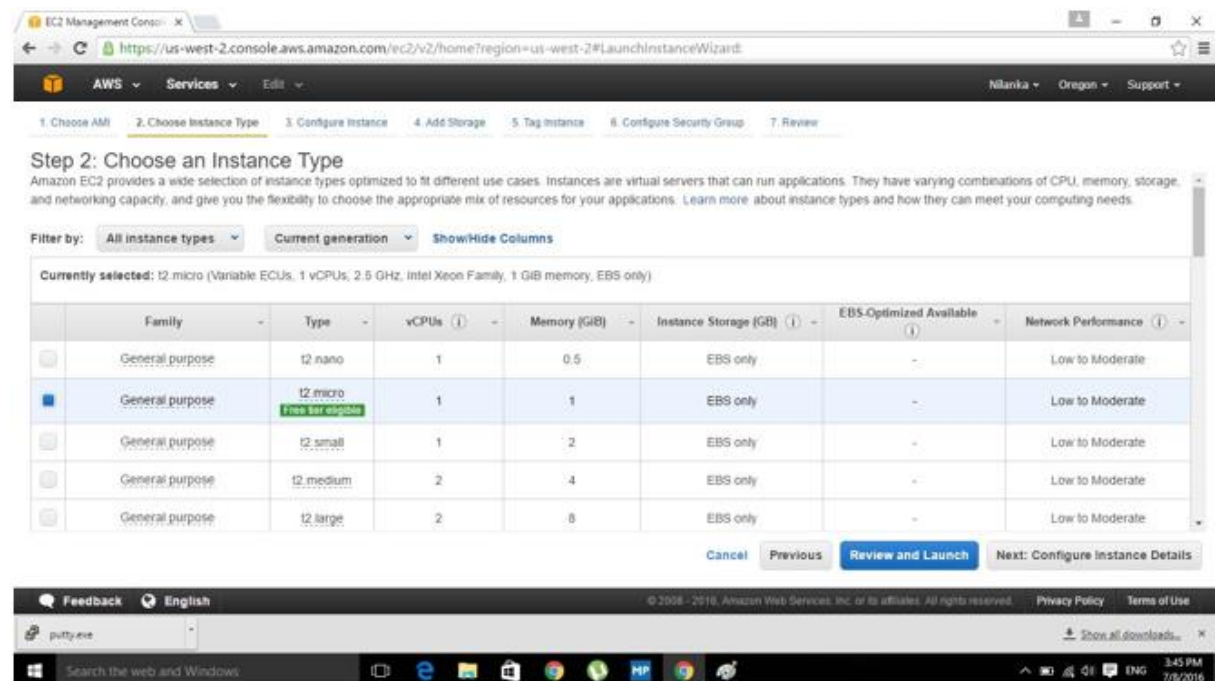 EC2 Management Consol
https://us-west-2.console.aws.amazon.com/ec2/v2/home?region=us-west-2#LaunchInstanceWizard:
AWS Services Edit Nilanka Oregon Support
1. Choose AMI 2. Choose Instance Type 3. Configure Instance 4. Add Storage 5. Tag Instance 6. Configure Security Group 7. Review
Step 2: Choose an Instance Type
Amazon EC2 provides a wide selection of instance types optimized to fit different use cases. Instances are virtual servers that can run applications. They have varying combinations of CPU, memory, storage,
and networking capacity, and give you the flexibility to choose the appropriate mix of resources for your applications. Learn more about instance types and how they can meet your computing needs.
Filter by: All instance types Current generation Show/Hide Columns
Currently selected: t2.micro (Variable ECUs, 1 vCPUs, 2.5 GHz, Intel Xeon Family, 1 GiB memory, EBS only)
Family Type vCPUs Memory (GiB) Instance Storage (GB) EBS-Optimized Available Network Performance
General purpose t2.nano 1 0.5 EBS only - Low to Moderate
General purpose t2.micro 1 1 EBS only - Low to Moderate
Free tier eligible
General purpose t2.small 1 2 EBS only - Low to Moderate
General purpose t2.medium 2 4 EBS only - Low to Moderate
General purpose t2.large 2 8 EBS only - Low to Moderate
Cancel Previous Review and Launch Next: Configure Instance Details
Feedback English © 2008 - 2016, Amazon Web Services, Inc. or its affiliates. All rights reserved. Privacy Policy Terms of Use
putty.exe Show all downloads...
Search the web and Windows MP ENG 3:45 PM
7/8/2016